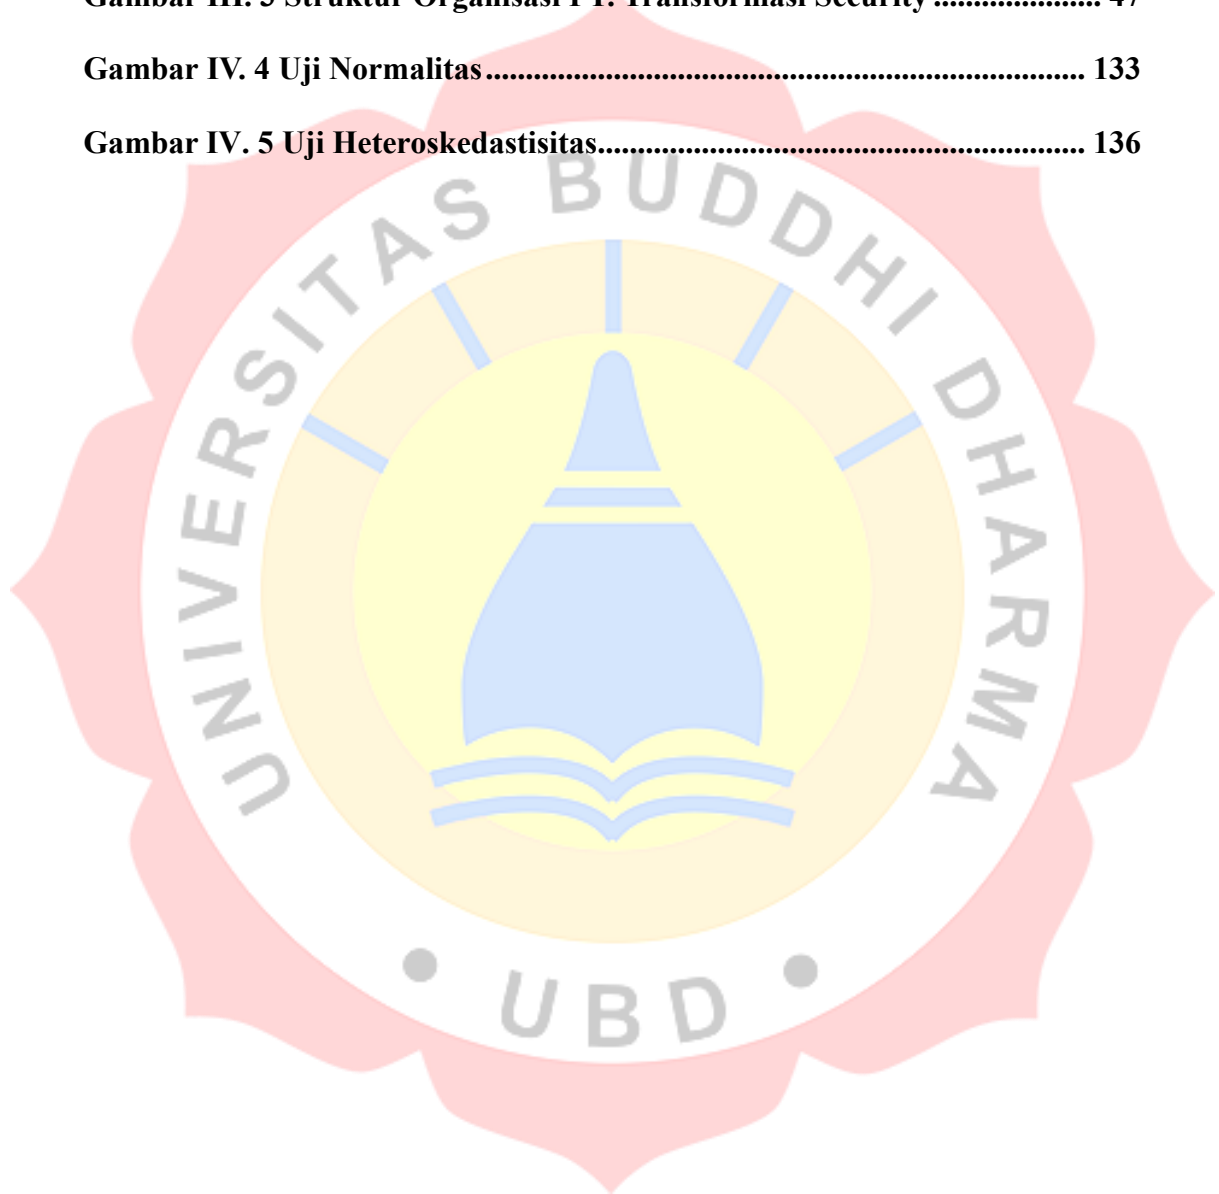 Gambar III. 3 Struktur Organisasi PT. Transformasi Security ..................... 47
Gambar IV. 4 Uji Normalitas ........................................................................... 133
Gambar IV. 5 Uji Heteroskedastisitas............................................................. 136
UNIVERSITAS BUDDHI DHARMA
• UBD •